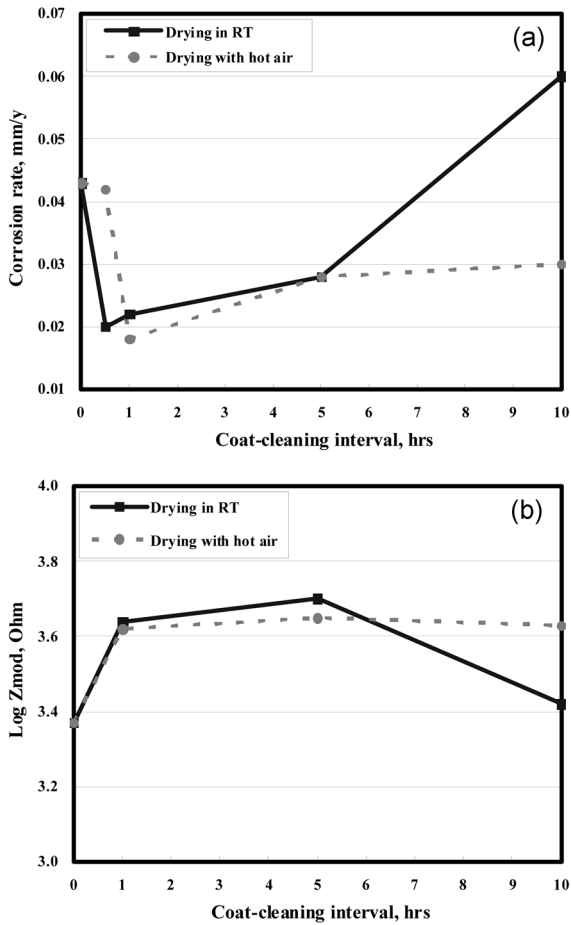 (a)
Drying in RT
Drying with hot air
Corrosion rate, mm/y
0.07
0.06
0.05
0.04
0.03
0.02
0.01
0 1 2 3 4 5 6 7 8 9 10
Coat-cleaning interval, hrs
(b)
Drying in RT
Drying with hot air
Log Zmod, Ohm
4.0
3.8
3.6
3.4
3.2
3.0
0 1 2 3 4 5 6 7 8 9 10
Coat-cleaning interval, hrs